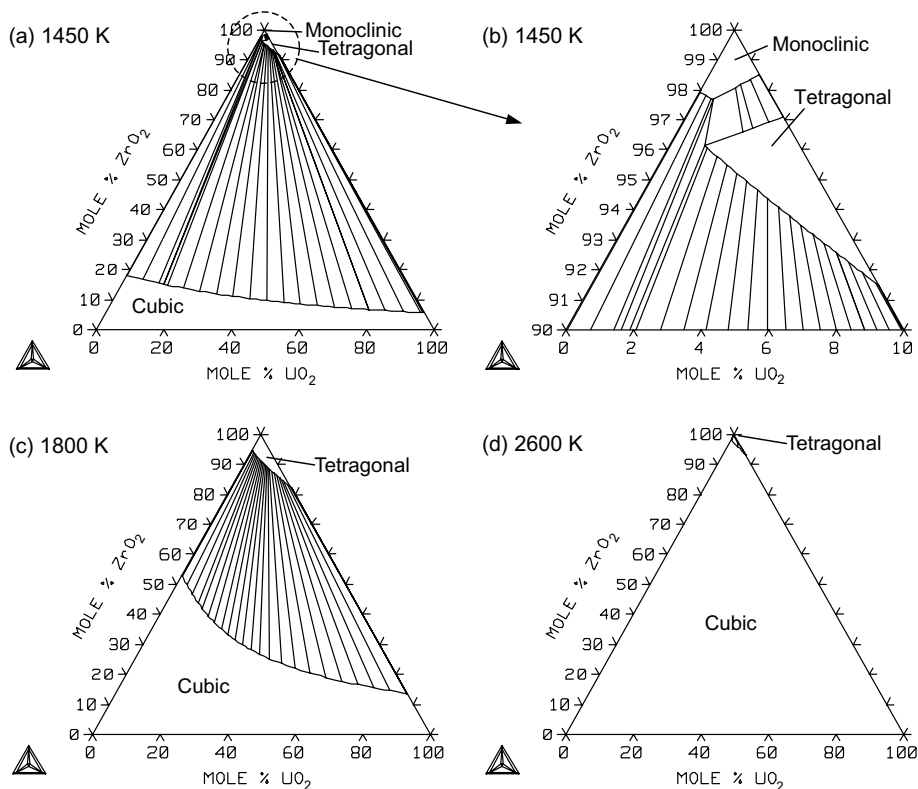 (a) 1450 K
Monoclinic
Tetragonal
100
90
80
70
60
50
40
30
20
10
0
MOLE % ZrO2
Cubic
0 20 40 60 80 100
MOLE % UO2
(b) 1450 K
Monoclinic
Tetragonal
100
99
98
97
96
95
94
93
92
91
90
MOLE % ZrO2
0 2 4 6 8 10
MOLE % UO2
(c) 1800 K
Tetragonal
100
90
80
70
60
50
40
30
20
10
0
MOLE % ZrO2
Cubic
0 20 40 60 80 100
MOLE % UO2
(d) 2600 K
Tetragonal
100
90
80
70
60
50
40
30
20
10
0
MOLE % ZrO2
Cubic
0 20 40 60 80 100
MOLE % UO2